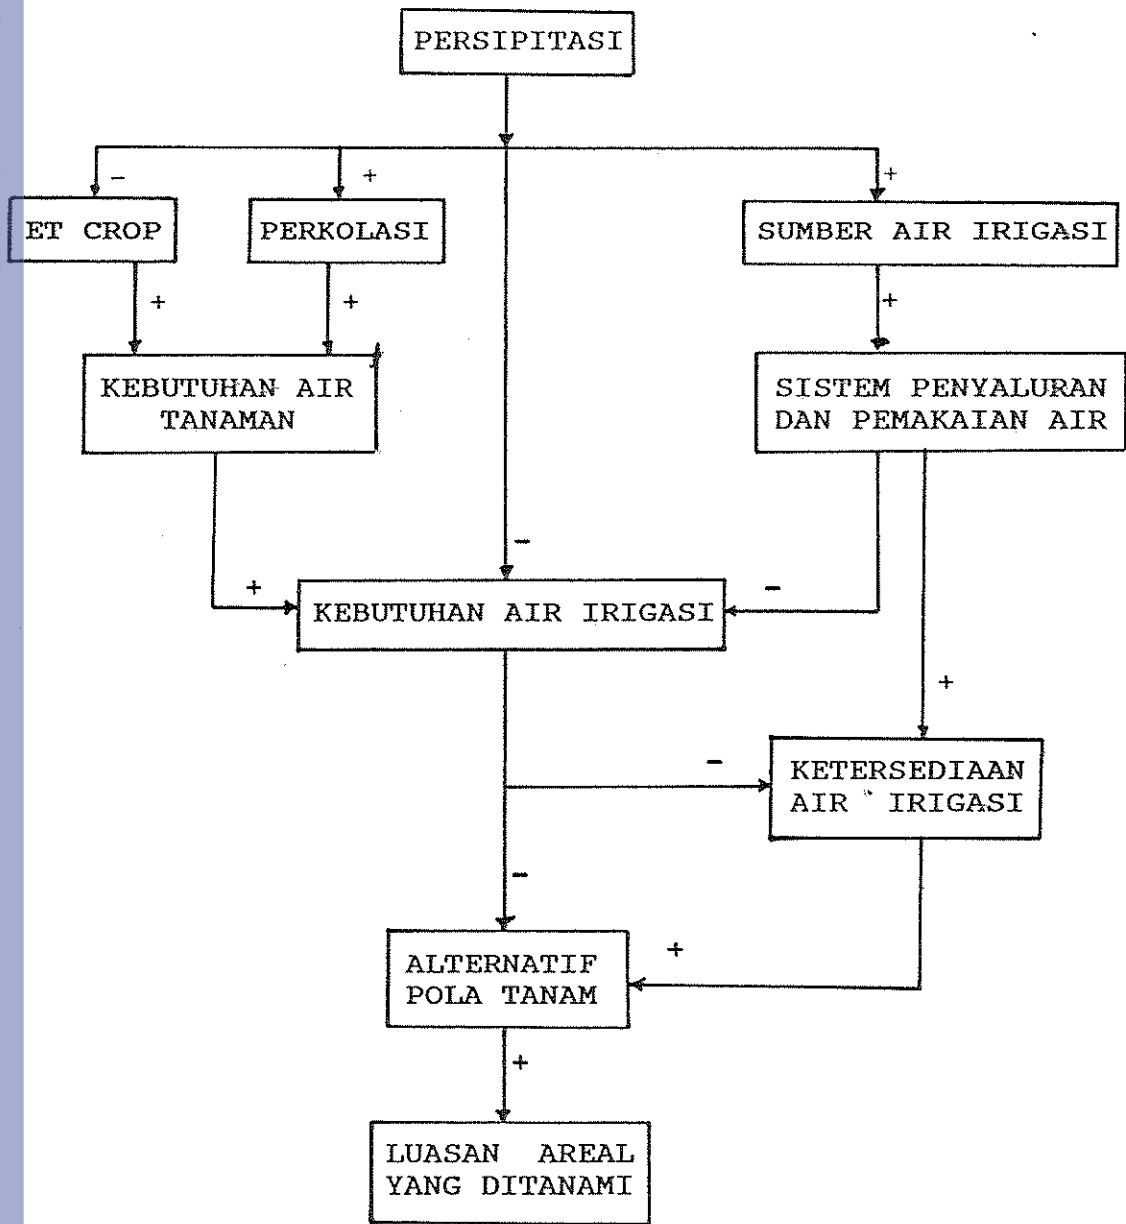 PERSIPITASI
- + +
ET CROP PERKOLASI SUMBER AIR IRIGASI
+ + +
KEBUTUHAN AIR
TANAMAN
SISTEM PENYALURAN
DAN PEMAKAIAN AIR
-
+ -
KEBUTUHAN AIR IRIGASI
+
-
KETERSEDIAAN
AIR IRIGASI
-
+
ALTERNATIF
POLA TANAM
+
LUASAN AREAL
YANG DITANAMI